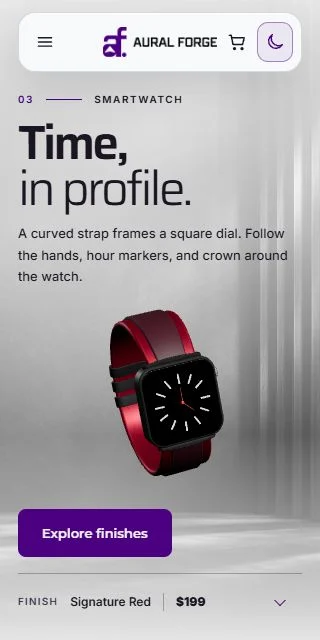 af. AURAL FORGE
03 SMARTWATCH
Time,
in profile.
A curved strap frames a square dial. Follow
the hands, hour markers, and crown around
the watch.
Explore finishes
FINISH Signature Red $199